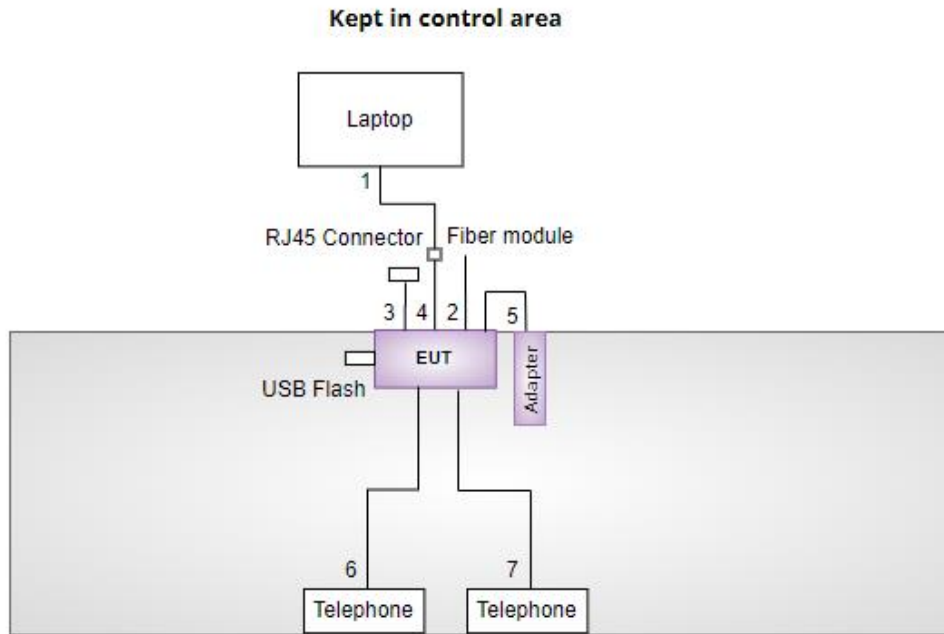 Kept in control area
Laptop
1
RJ45 Connector
Fiber module
3
4
2
5
EUT
Adapter
USB Flash
6
7
Telephone
Telephone